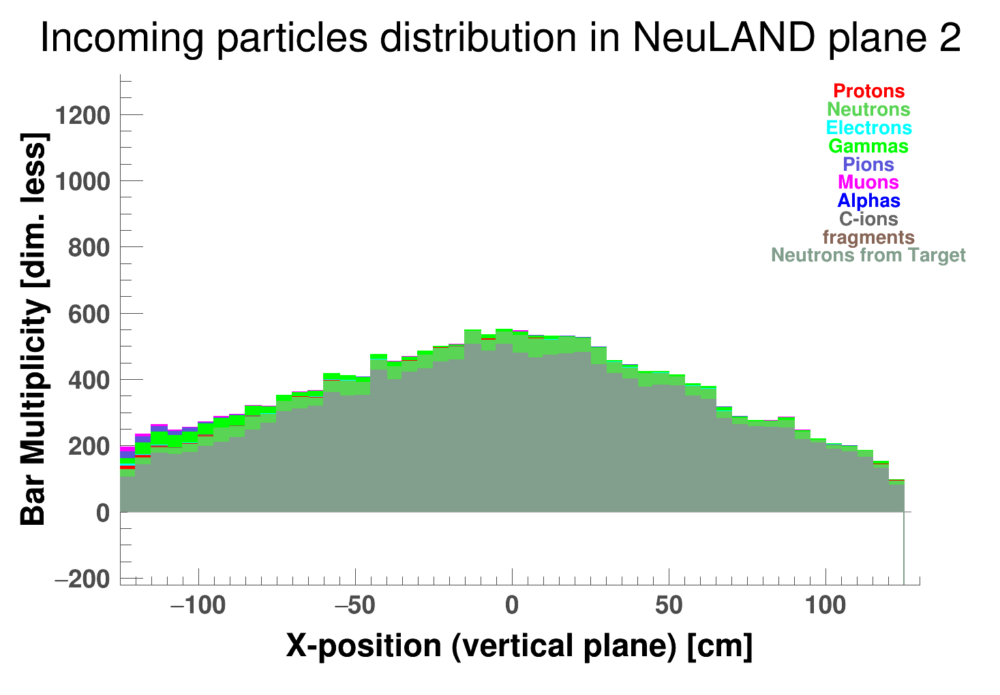 Incoming particles distribution in NeuLAND plane 2
Protons
Neutrons
Electrons
Gammas
Pions
Muons
Alphas
C-ions
fragments
Neutrons from Target
Bar Multiplicity [dim. less]
1200
1000
800
600
400
200
0
−200
−100
−50
0
50
100
X-position (vertical plane) [cm]